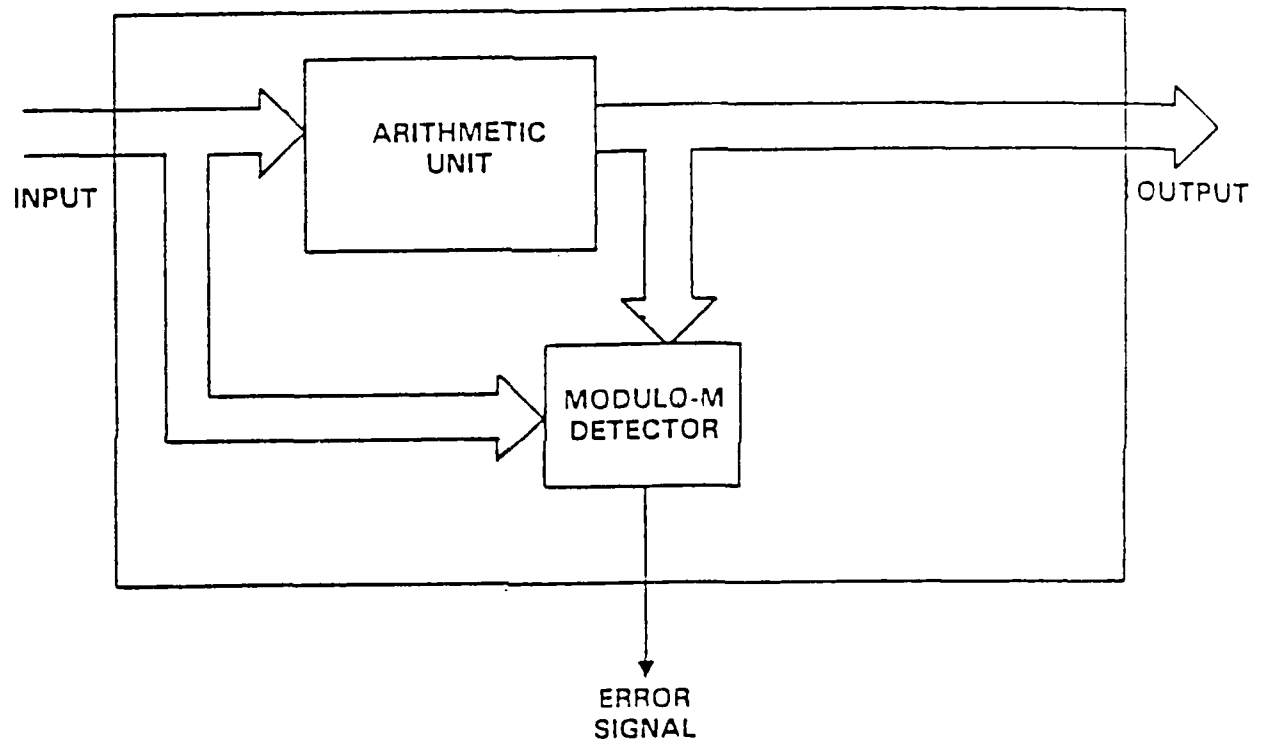 ARITHMETIC
UNIT
INPUT
OUTPUT
MODULO-M
DETECTOR
ERROR
SIGNAL